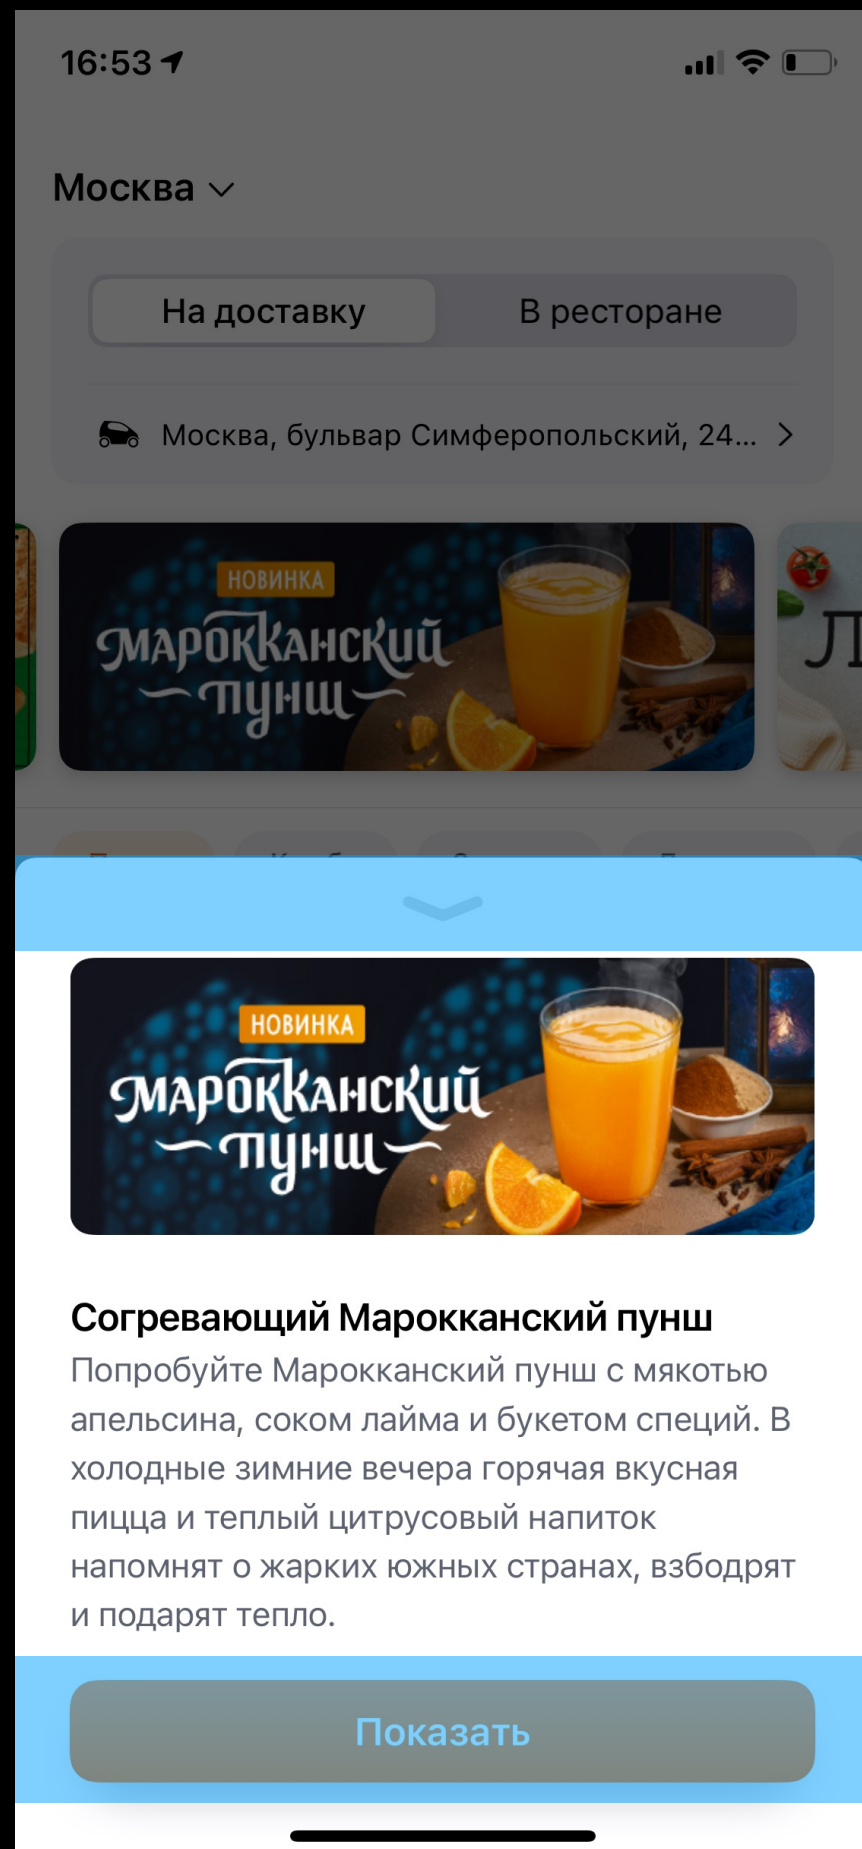 16:53
Москва
На доставку
В ресторане
Москва, бульвар Симферопольский, 24...
НОВИНКА
МАРОККАНСКИЙ
ПУНШ
НОВИНКА
МАРОККАНСКИЙ
ПУНШ
Согревающий Марокканский пунш
Попробуйте Марокканский пунш с мякотью
апельсина, соком лайма и букетом специй. В
холодные зимние вечера горячая вкусная
пицца и теплый цитрусовый напиток
напомнят о жарких южных странах, взбодрят
и подарят тепло.
Показать